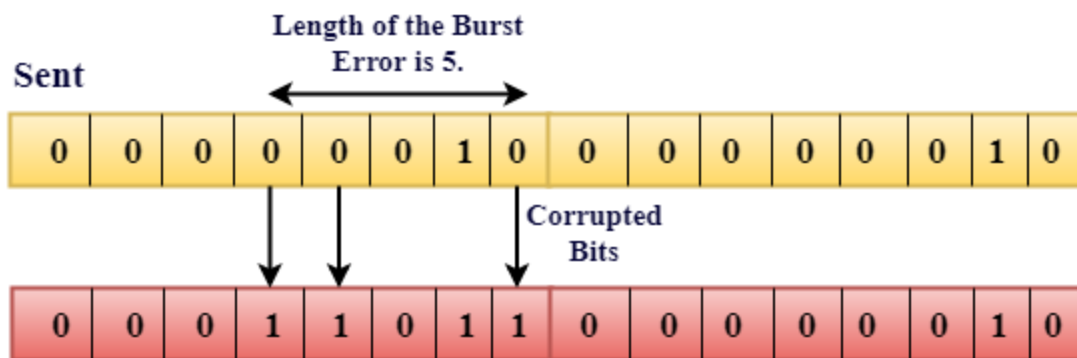 Length of the Burst
Error is 5.
Sent
0 0 0 0 0 0 1 0 0 0 0 0 0 0 1 0
Corrupted
Bits
0 0 0 1 1 0 1 1 0 0 0 0 0 0 1 0